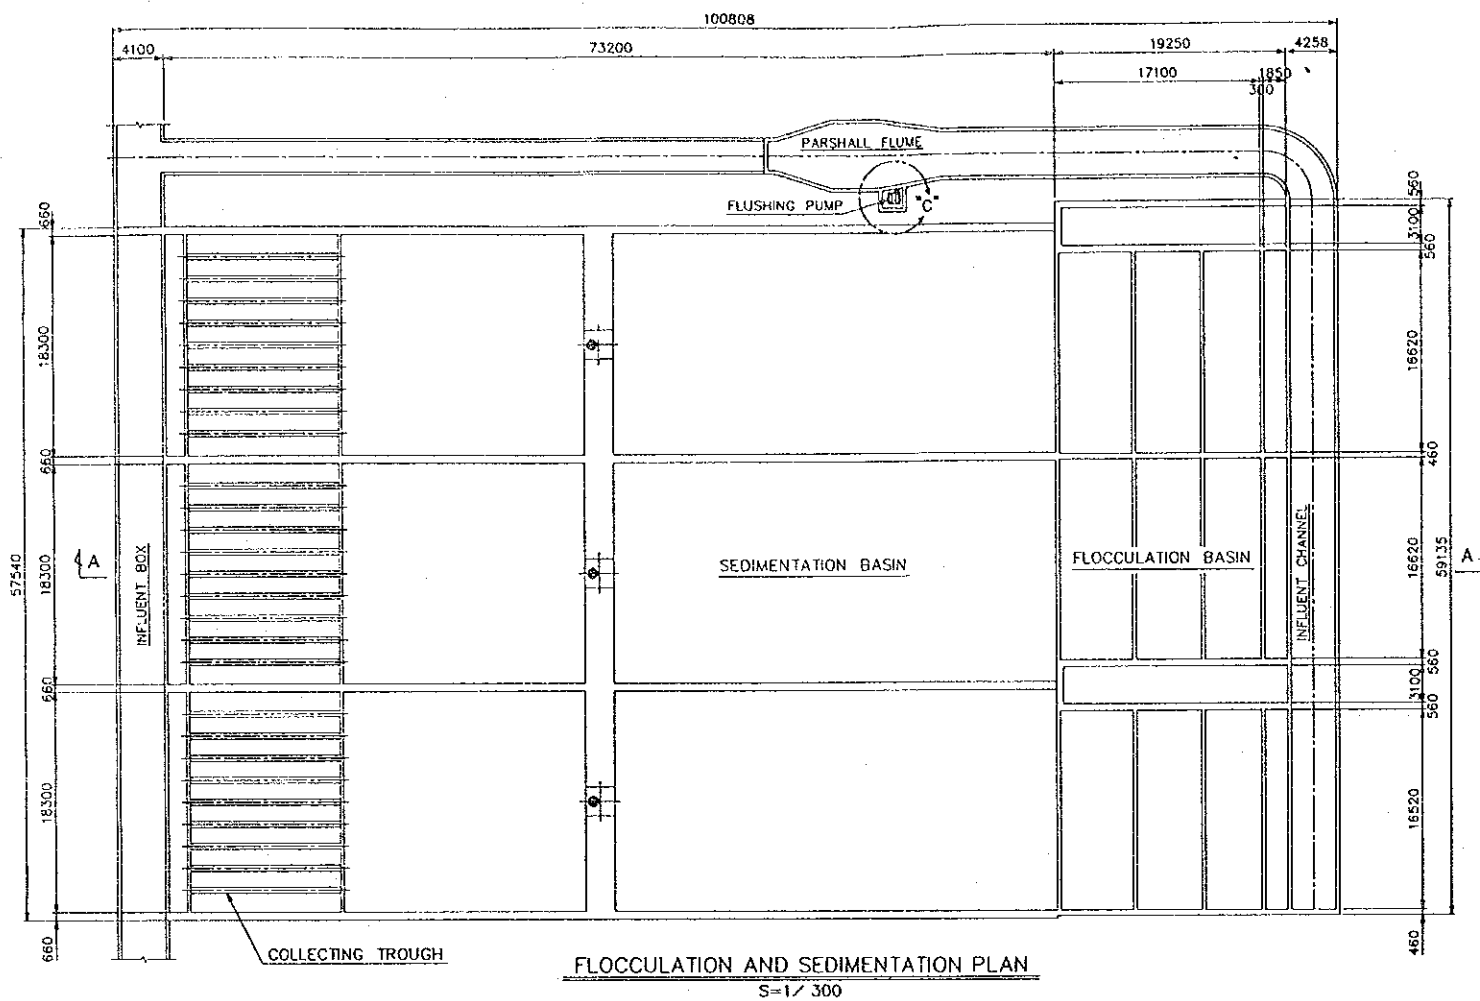 100808
4100
73200
19250
4258
17100
1850
300
PARSHALL FLUME
FLUSHING PUMP
"C"
560
3100
560
660
18300
16620
660
460
57540
A
INFLUENT BOX
18300
SEDIMENTATION BASIN
FLOCCULATION BASIN
INFLUENT CHANNEL
16620
59135
A
660
560
3100
560
18300
16520
660
460
COLLECTING TROUGH
FLOCCULATION AND SEDIMENTATION PLAN
S=1/ 300